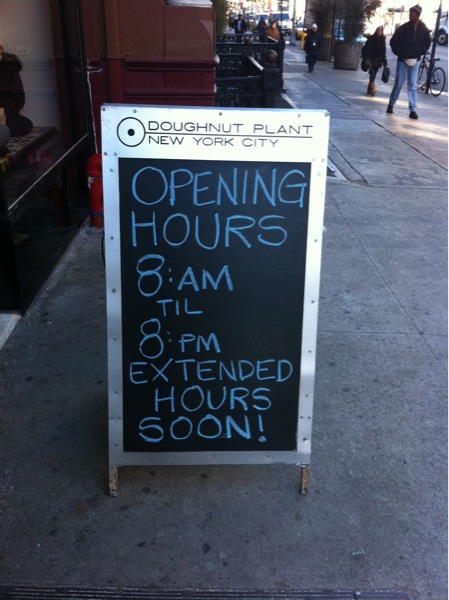 DOUGHNUT PLANT
NEW YORK CITY
OPENING
HOURS
8:AM
TIL
8:PM
EXTENDED
HOURS
SOON!